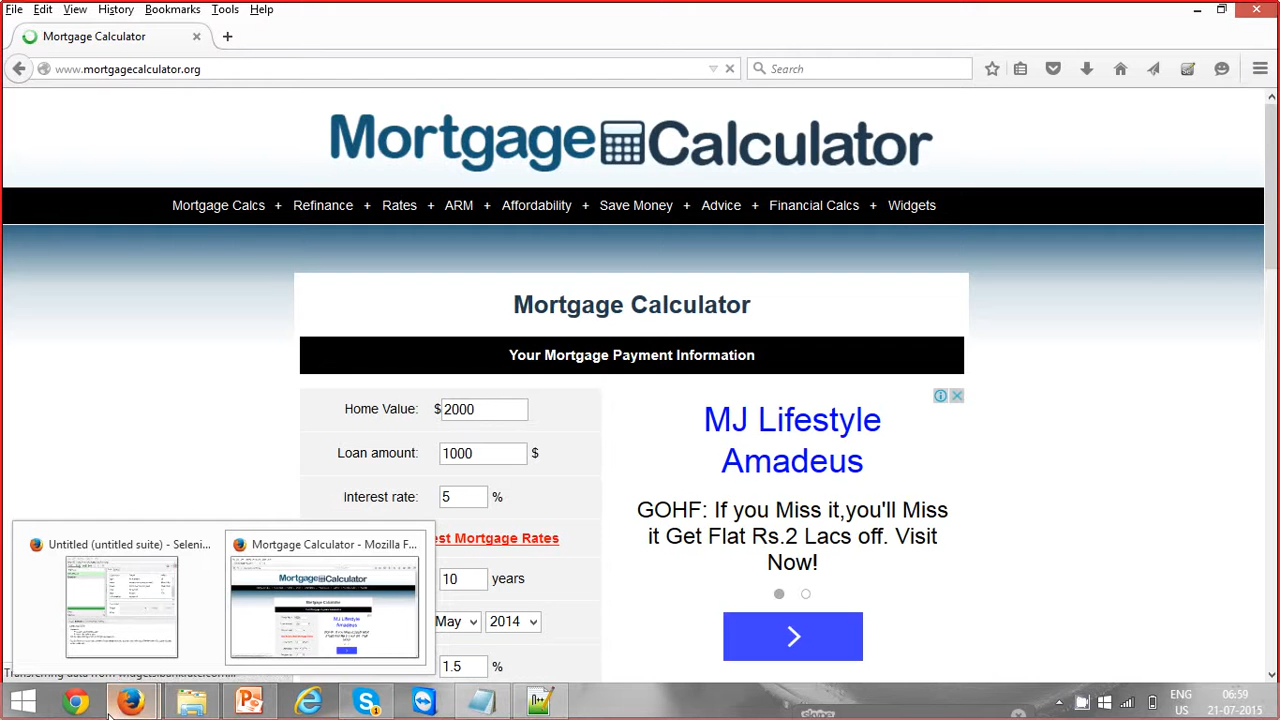 File Edit View History Bookmarks Tools Help
Mortgage Calculator
www.mortgagecalculator.org
Search
Mortgage Calculator
Mortgage Calcs + Refinance + Rates + ARM + Affordability + Save Money + Advice + Financial Calcs + Widgets
Mortgage Calculator
Your Mortgage Payment Information
Home Value: $ 2000
Loan amount: 1000 $
Interest rate: 5 %
est Mortgage Rates
10 years
May 2014
1.5 %
MJ Lifestyle
Amadeus
GOHF: If you Miss it,you'll Miss
it Get Flat Rs.2 Lacs off. Visit
Now!
Untitled (untitled suite) - Seleni...
Mortgage Calculator - Mozilla F...
Mortgage Calculator
ENG
US
06:59
21-07-2015